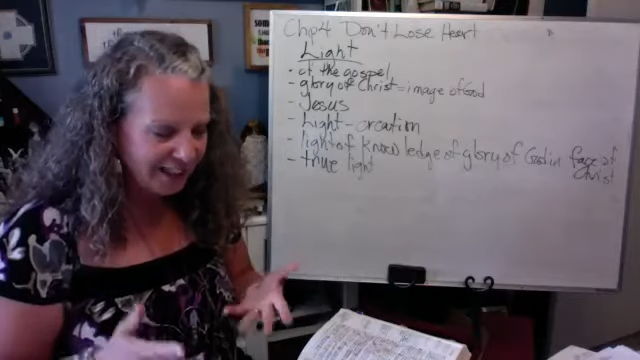 Chp 4 Don't Lose Heart
Light
• of the gospel
- glory of Christ = image of God
- Jesus
- Light - creation
- light of knowledge of glory of God in face of
Christ
- true light